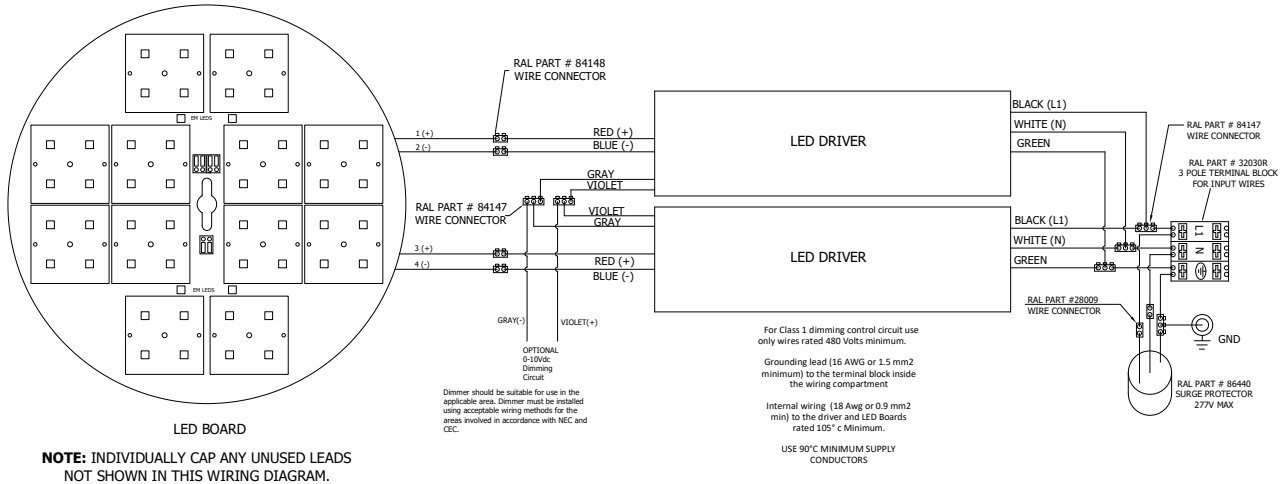 EM LEDS
EM LEDS
LED BOARD
NOTE: INDIVIDUALLY CAP ANY UNUSED LEADS
NOT SHOWN IN THIS WIRING DIAGRAM.
1 (+)
2 (-)
3 (+)
4 (-)
RAL PART # 84148
WIRE CONNECTOR
RED (+)
BLUE (-)
GRAY
VIOLET
RAL PART # 84147
WIRE CONNECTOR
VIOLET
GRAY
RED (+)
BLUE (-)
GRAY(-)
VIOLET(+)
OPTIONAL
0-10Vdc
Dimming
Circuit
Dimmer should be suitable for use in the
applicable area. Dimmer must be installed
using acceptable wiring methods for the
areas involved in accordance with NEC and
CEC.
LED DRIVER
LED DRIVER
For Class 1 dimming control circuit use
only wires rated 480 Volts minimum.
Grounding lead (16 AWG or 1.5 mm2
minimum) to the terminal block inside
the wiring compartment
Internal wiring (18 Awg or 0.9 mm2
min) to the driver and LED Boards
rated 105° c Minimum.
USE 90°C MINIMUM SUPPLY
CONDUCTORS
BLACK (L1)
WHITE (N)
GREEN
BLACK (L1)
WHITE (N)
GREEN
RAL PART # 84147
WIRE CONNECTOR
RAL PART # 32030R
3 POLE TERMINAL BLOCK
FOR INPUT WIRES
L1
N
RAL PART #28009
WIRE CONNECTOR
GND
RAL PART # 86440
SURGE PROTECTOR
277V MAX